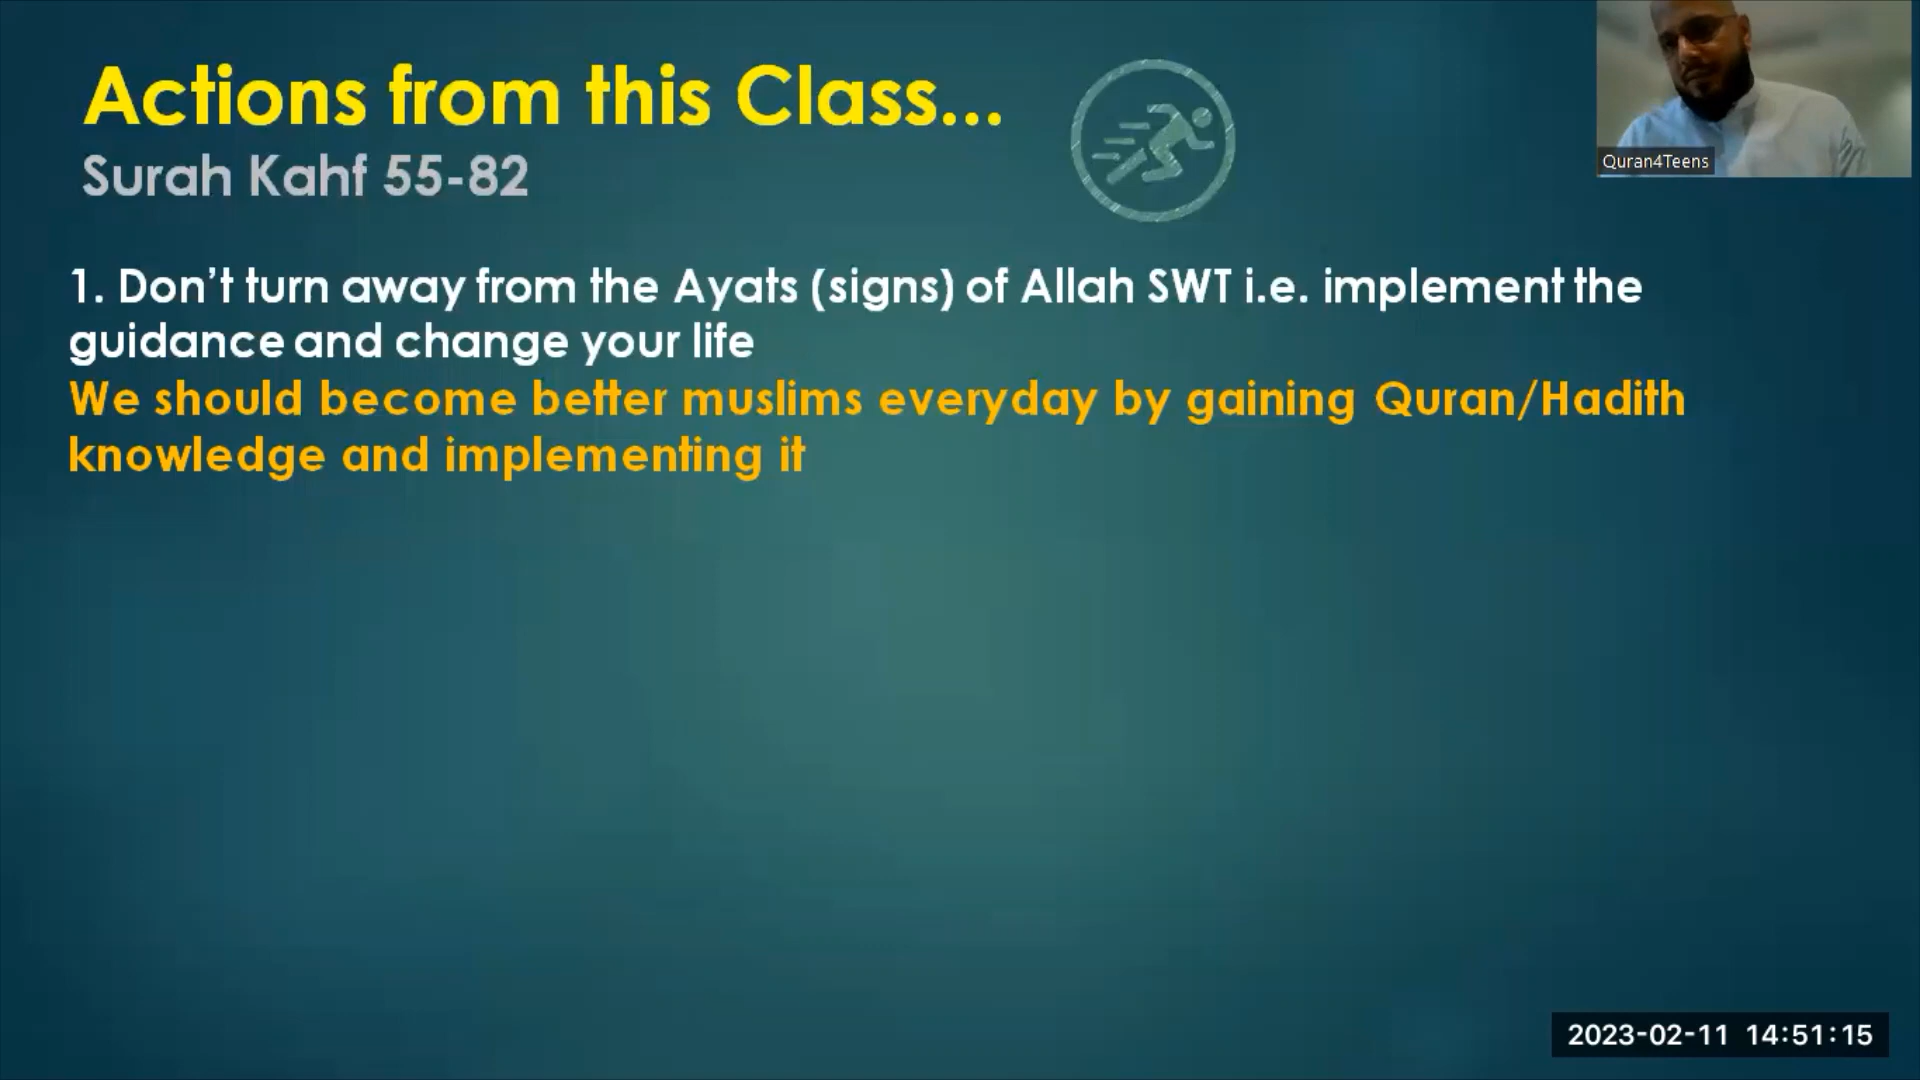 Actions from this Class...
Surah Kahf 55-82
Quran4Teens
1. Don’t turn away from the Ayats (signs) of Allah SWT i.e. implement the
guidance and change your life
We should become better muslims everyday by gaining Quran/Hadith
knowledge and implementing it
2023-02-11 14:51:15